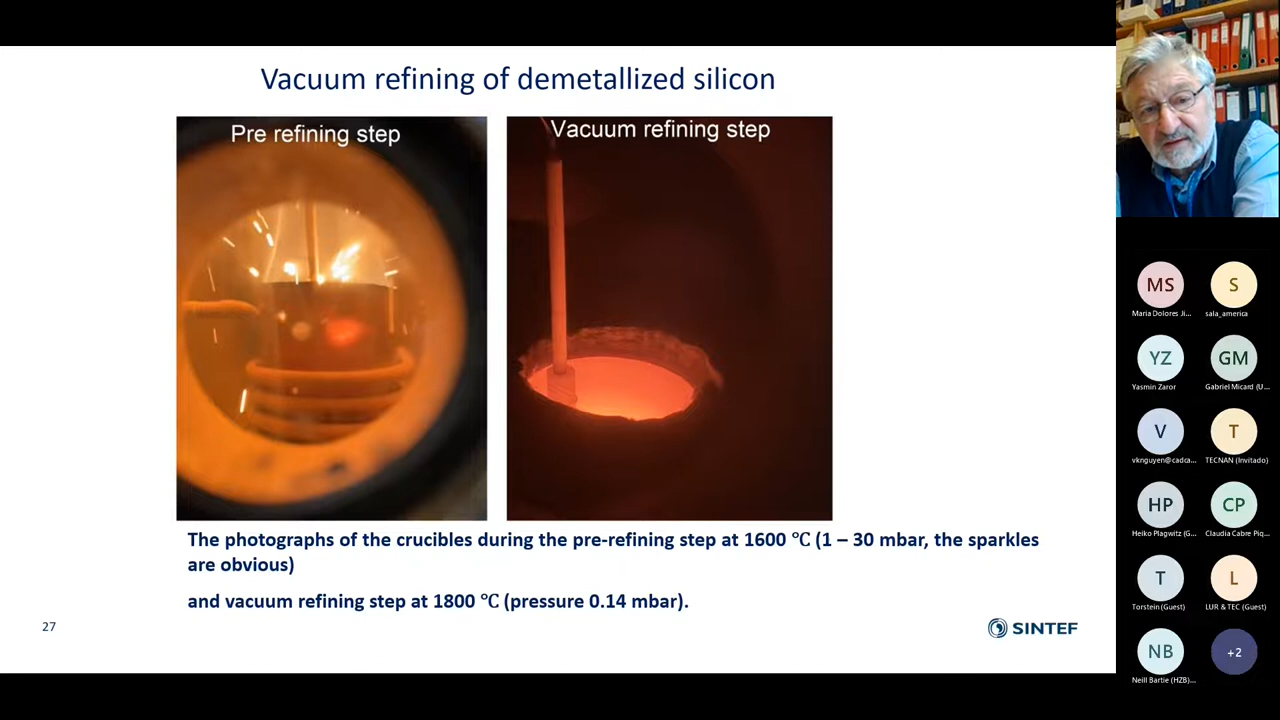 Vacuum refining of demetallized silicon
Pre refining step
Vacuum refining step
The photographs of the crucibles during the pre-refining step at 1600 ℃ (1 – 30 mbar, the sparkles
are obvious)
and vacuum refining step at 1800 ℃ (pressure 0.14 mbar).
27
SINTEF
MS
S
Maria Dolores Ji...
sala_america
YZ
GM
Yasmin Zaror
Gabriel Micard (U...
V
T
vknguyen@cadca...
TECNAN (Invitado)
HP
CP
Heiko Plagwitz (G...
Claudia Cabre Piq...
T
L
Torstein (Guest)
LUR & TEC (Guest)
NB
+2
Neill Bartie (HZB)...